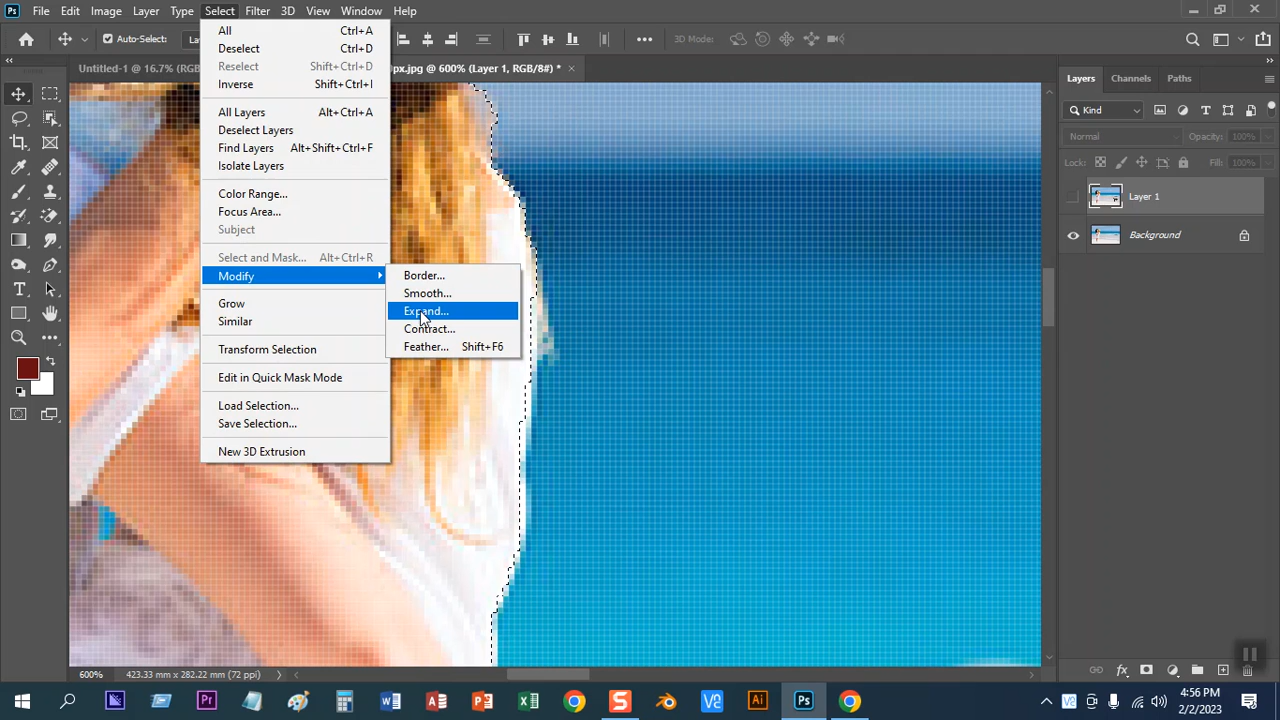 Ps File Edit Image Layer Type Select Filter 3D View Window Help
Auto-Select: 3D Mode:
Untitled-1 @ 16.7% (RGB px.jpg @ 600% (Layer 1, RGB/8#) * ×
All Ctrl+A
Deselect Ctrl+D
Reselect Shift+Ctrl+D
Inverse Shift+Ctrl+I
All Layers Alt+Ctrl+A
Deselect Layers
Find Layers Alt+Shift+Ctrl+F
Isolate Layers
Color Range...
Focus Area...
Subject
Select and Mask... Alt+Ctrl+R
Modify
Grow
Similar
Transform Selection
Edit in Quick Mask Mode
Load Selection...
Save Selection...
New 3D Extrusion
Border...
Smooth...
Expand...
Contract...
Feather... Shift+F6
Layers Channels Paths
Kind
Normal Opacity: 100%
Lock: Fill: 100%
Layer 1
Background
600% 423.33 mm x 282.22 mm (72 ppi)
4:56 PM
2/2/2023